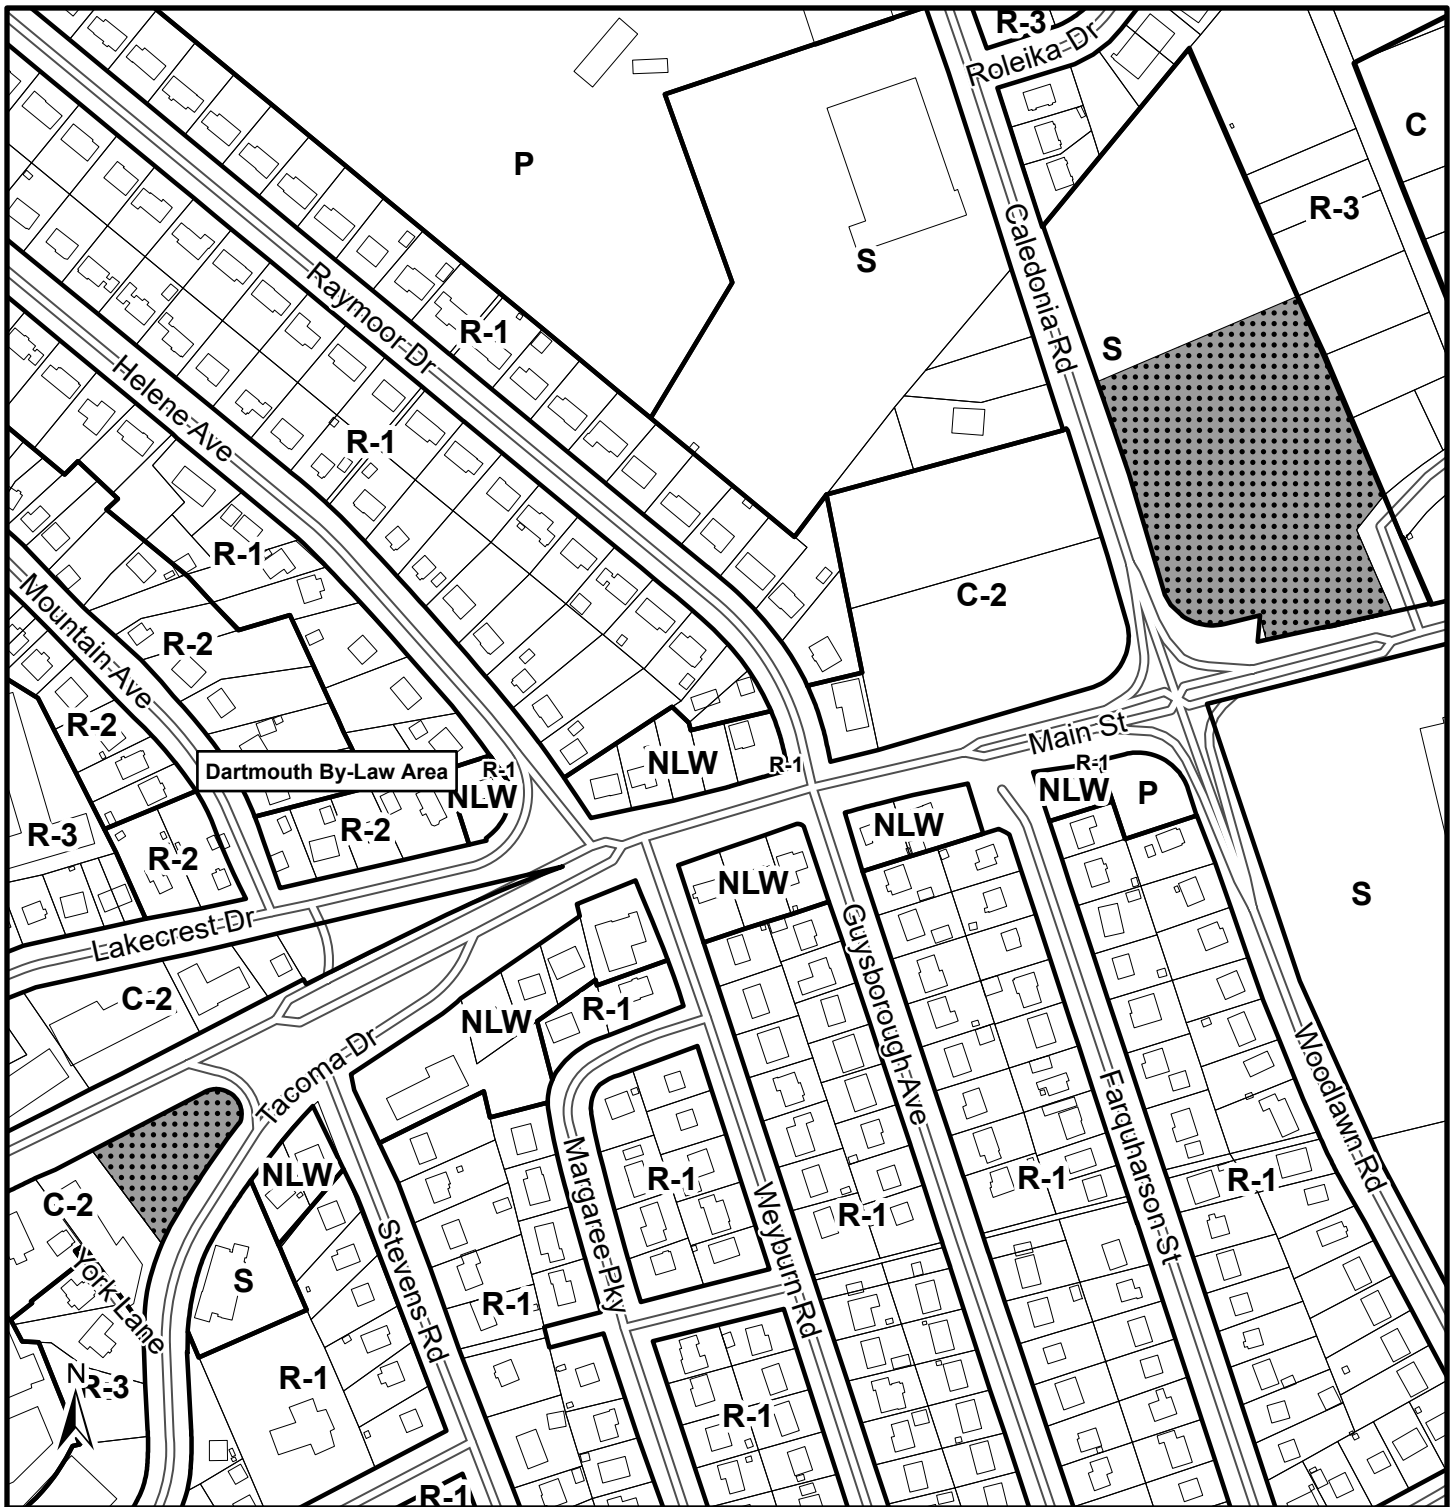 R-3
Roleika Dr
C
P
R-3
S
Caledonia Rd
Raymoor Dr
R-1
S
Helene Ave
R-1
R-1
C-2
Mountain Ave
R-2
R-2
Main St
Dartmouth By-Law Area
R-1
NLW
NLW
R-1
R-1
NLW
P
R-3
R-2
R-2
NLW
NLW
S
Lakecrest Dr
Guysborough Ave
C-2
NLW
R-1
Tacoma Dr
Woodlawn Rd
Farquharson St
NLW
Margaree Pky
R-1
R-1
R-1
C-2
Weyburn Rd
R-1
York Lane
S
Stevens Rd
R-1
N
R-3
R-1
R-1
R-1